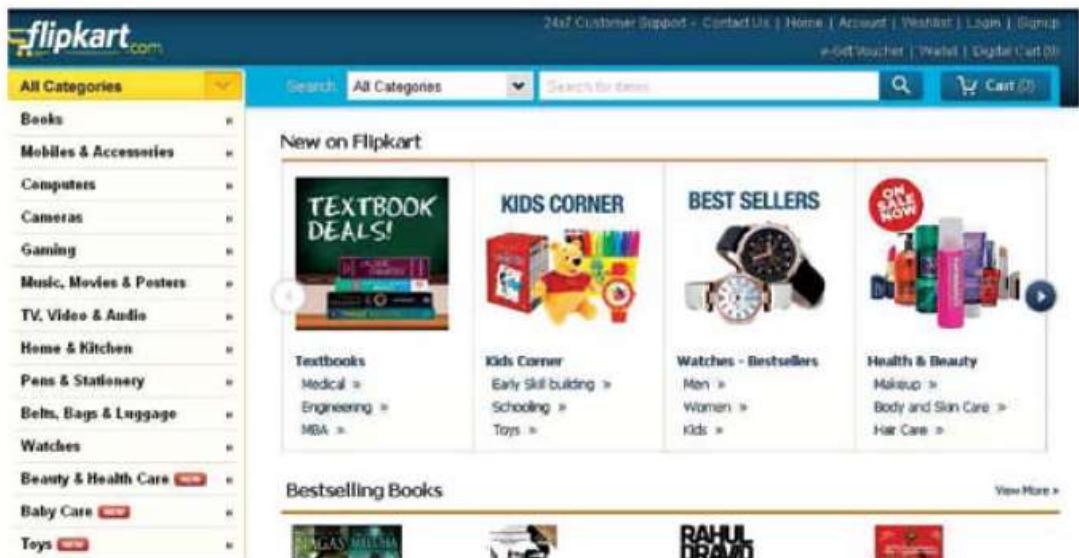 flipkart.com
24x7 Customer Support - Contact Us | Home | Account | Wishlist | Login | Signup
e-Gift Voucher | Wallet | Digital Cart (0)
All Categories
Search All Categories Search for items Cart (0)
Books
Mobiles & Accessories
Computers
Cameras
Gaming
Music, Movies & Posters
TV, Video & Audio
Home & Kitchen
Pens & Stationery
Belts, Bags & Luggage
Watches
Beauty & Health Care NEW
Baby Care NEW
Toys NEW
New on Flipkart
TEXTBOOK
DEALS!
Textbooks
Medical »
Engineering »
MBA »
KIDS CORNER
Kids Corner
Early Skill building »
Schooling »
Toys »
BEST SELLERS
Watches - Bestsellers
Men »
Women »
Kids »
ON
SALE
NOW
Health & Beauty
Makeup »
Body and Skin Care »
Hair Care »
Bestselling Books
View More »
RAHUL
DRAVID